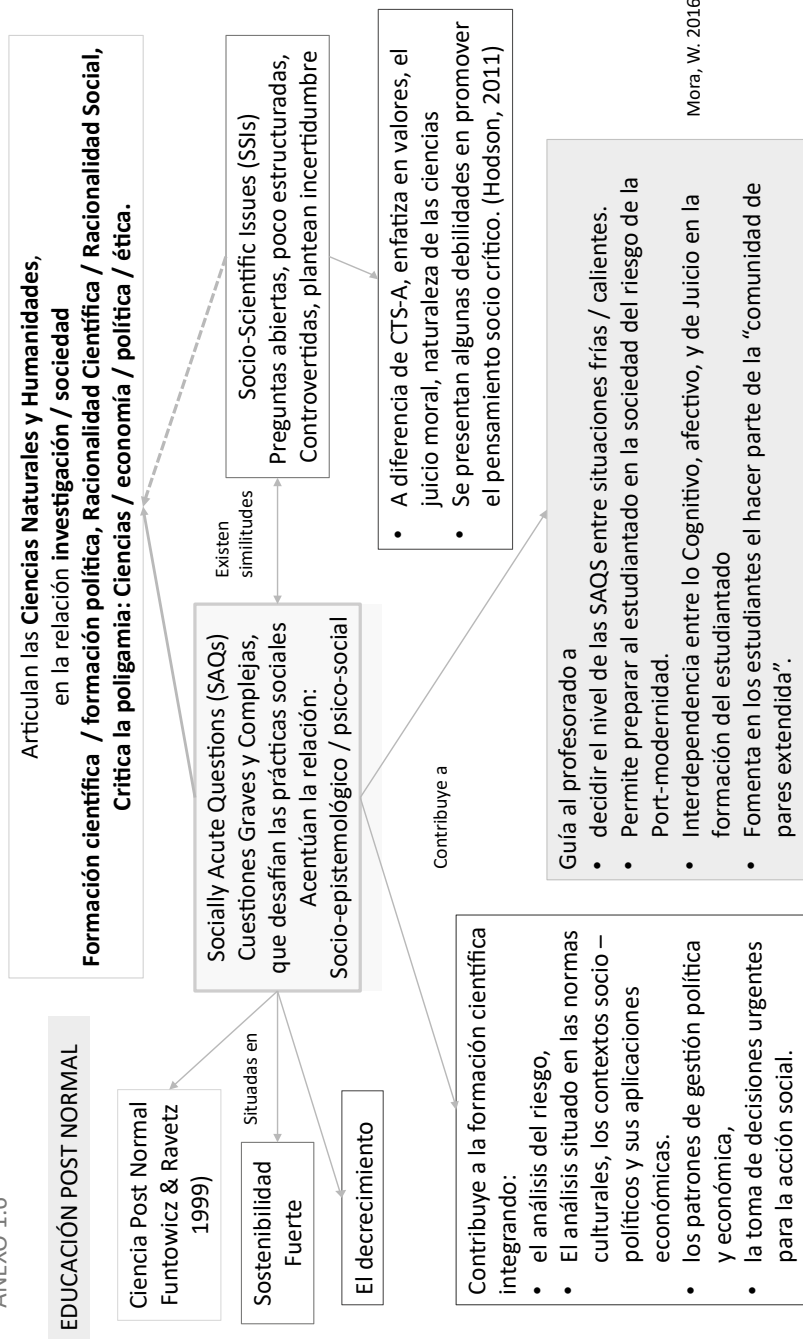 ANEXO 1.6
EDUCACIÓN POST NORMAL
Articulan las Ciencias Naturales y Humanidades,
en la relación investigación / sociedad
Formación científica / formación política, Racionalidad Científica / Racionalidad Social,
Critica la poligamia: Ciencias / economía / política / ética.
Ciencia Post Normal
Funtowicz & Ravetz
1999)
Situadas en
Sostenibilidad
Fuerte
El decrecimiento
Socially Acute Questions (SAQs)
Cuestiones Graves y Complejas,
que desafían las prácticas sociales
Acentúan la relación:
Socio-epistemológico / psico-social
Existen
similitudes
Socio-Scientific Issues (SSIs)
Preguntas abiertas, poco estructuradas,
Controvertidas, plantean incertidumbre
• A diferencia de CTS-A, enfatiza en valores, el
juicio moral, naturaleza de las ciencias
• Se presentan algunas debilidades en promover
el pensamiento socio crítico. (Hodson, 2011)
Contribuye a
Contribuye a la formación científica
integrando:
• el análisis del riesgo,
• El análisis situado en las normas
culturales, los contextos socio –
políticos y sus aplicaciones
económicas.
• los patrones de gestión política
y económica,
• la toma de decisiones urgentes
para la acción social.
Guía al profesorado a
• decidir el nivel de las SAQS entre situaciones frías / calientes.
• Permite preparar al estudiantado en la sociedad del riesgo de la
Port-modernidad.
• Interdependencia entre lo Cognitivo, afectivo, y de Juicio en la
formación del estudiantado
• Fomenta en los estudiantes el hacer parte de la “comunidad de
pares extendida”.
Mora, W. 2016